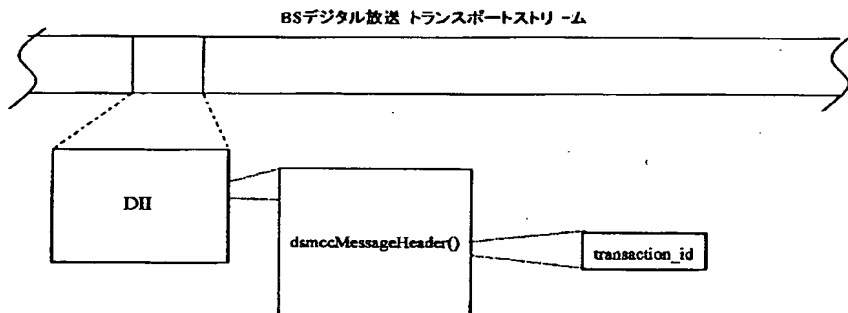 BSデジタル放送 トランスポートストリーム
DII
dsmccMessageHeader()
transaction_id